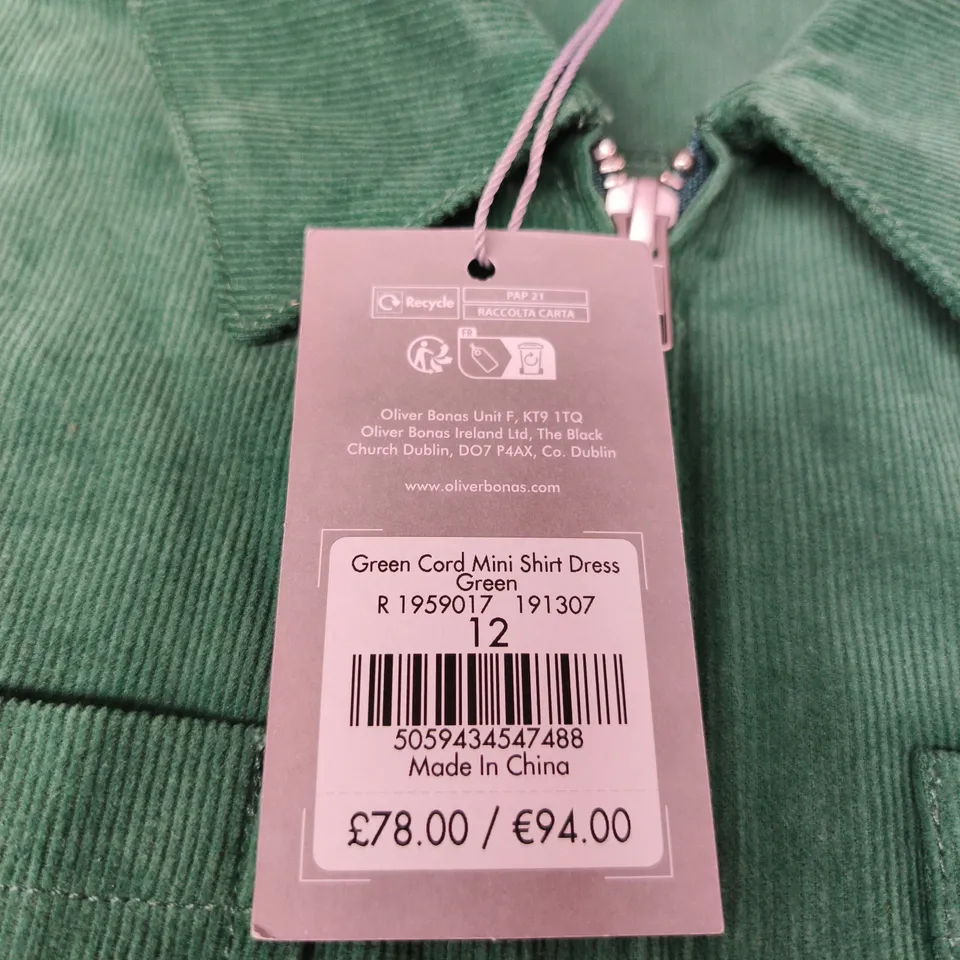 Recycle
PAP 21
RACCOLTA CARTA
FR
Oliver Bonas Unit F, KT9 1TQ
Oliver Bonas Ireland Ltd, The Black
Church Dublin, DO7 P4AX, Co. Dublin
www.oliverbonas.com
Green Cord Mini Shirt Dress
Green
R 1959017 191307
12
5059434547488
Made In China
£78.00 / €94.00